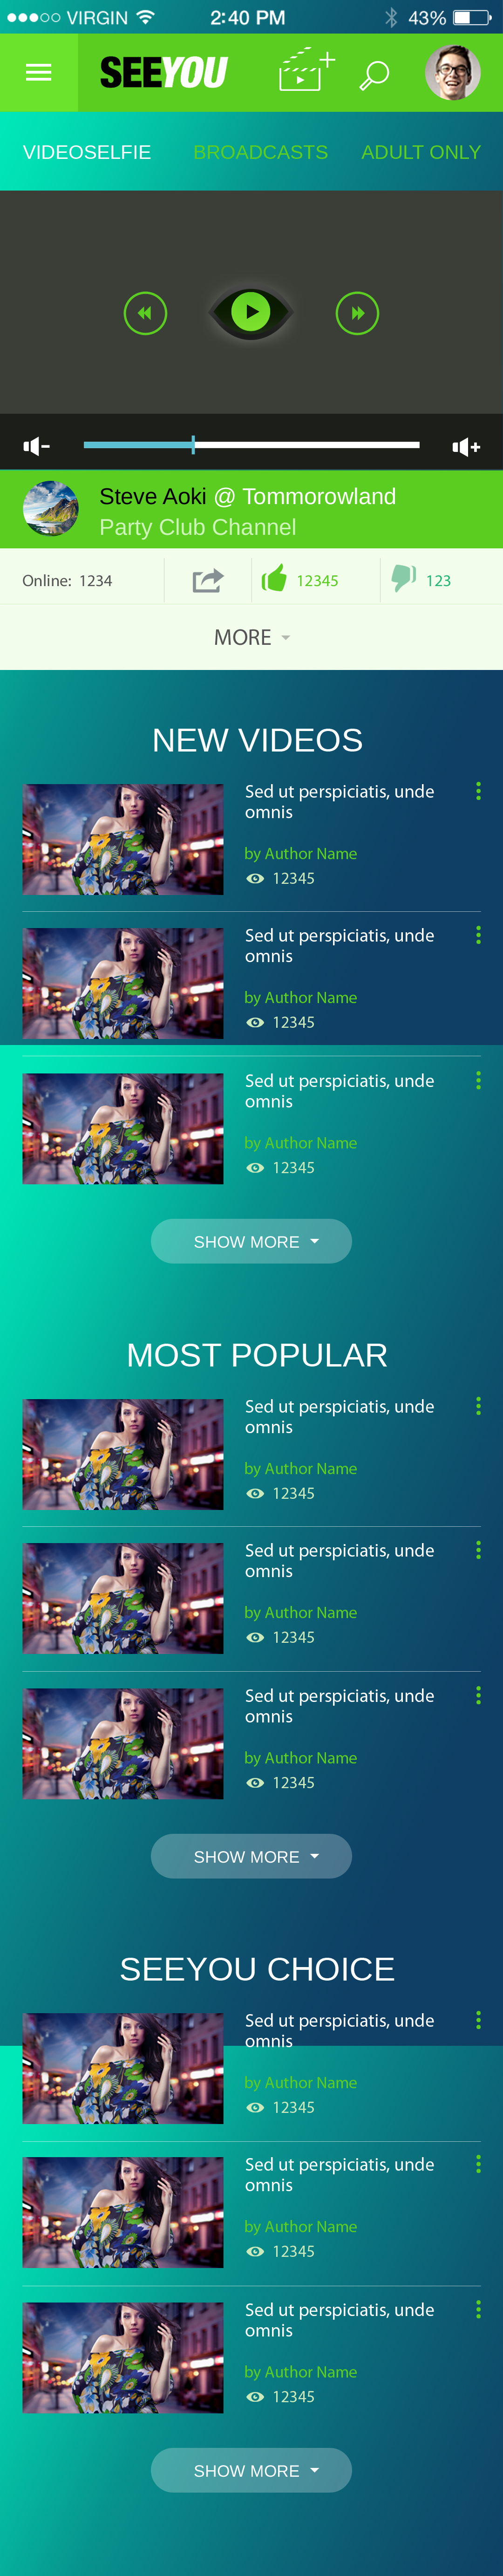 VIRGIN 2:40 PM 43%
SEEYOU
VIDEOSELFIE BROADCASTS ADULT ONLY
Steve Aoki @ Tommorowland
Party Club Channel
Online: 1234 12345 123
MORE
NEW VIDEOS
Sed ut perspiciatis, unde
omnis
by Author Name
12345
Sed ut perspiciatis, unde
omnis
by Author Name
12345
Sed ut perspiciatis, unde
omnis
by Author Name
12345
SHOW MORE
MOST POPULAR
Sed ut perspiciatis, unde
omnis
by Author Name
12345
Sed ut perspiciatis, unde
omnis
by Author Name
12345
Sed ut perspiciatis, unde
omnis
by Author Name
12345
SHOW MORE
SEEYOU CHOICE
Sed ut perspiciatis, unde
omnis
by Author Name
12345
Sed ut perspiciatis, unde
omnis
by Author Name
12345
Sed ut perspiciatis, unde
omnis
by Author Name
12345
SHOW MORE